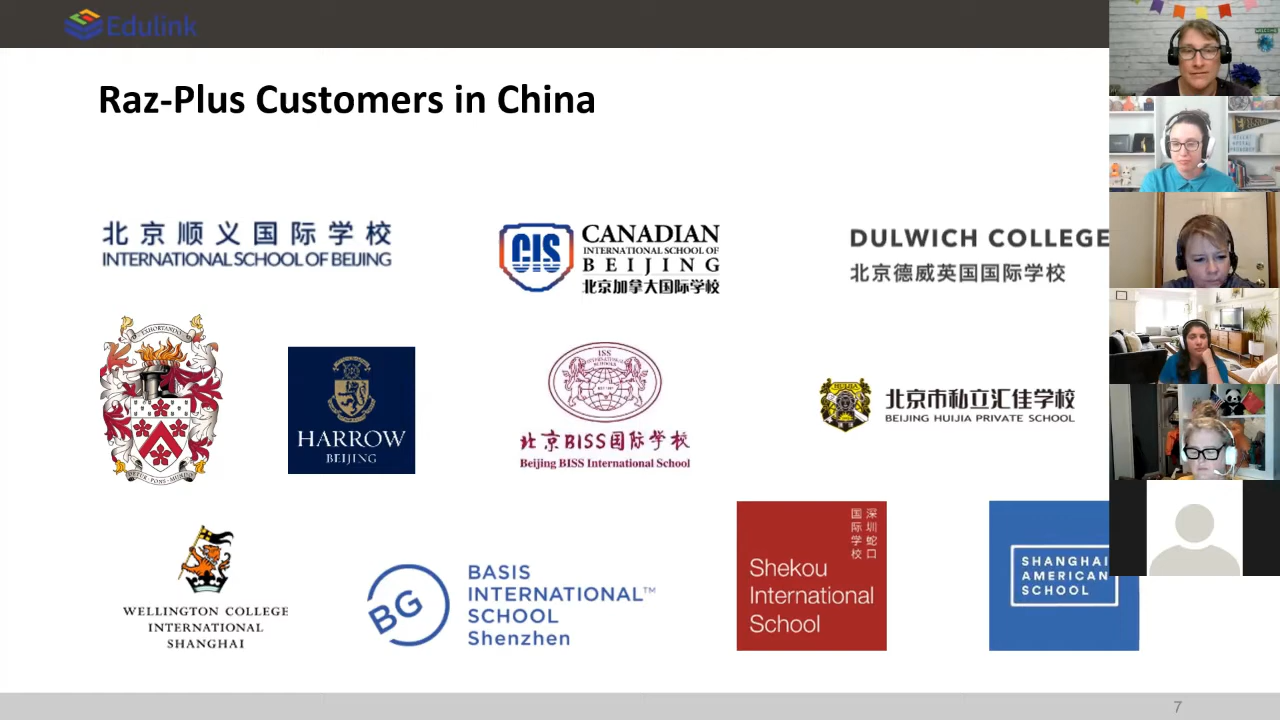 Edulink
Raz-Plus Customers in China
北京顺义国际学校
INTERNATIONAL SCHOOL OF BEIJING
CIS
CANADIAN
INTERNATIONAL SCHOOL OF
BEIJING
北京加拿大国际学校
DULWICH COLLEGE
北京德威英国国际学校
HARROW
BEIJING
ISS
北京BISS国际学校
Beijing BISS International School
HUIJIA
北京市私立汇佳学校
BEIJING HUIJIA PRIVATE SCHOOL
WELLINGTON COLLEGE
INTERNATIONAL
SHANGHAI
BG
BASIS
INTERNATIONAL™
SCHOOL
Shenzhen
深圳蛇口
国际学校
Shekou
International
School
SHANGHAI
AMERICAN
SCHOOL
7